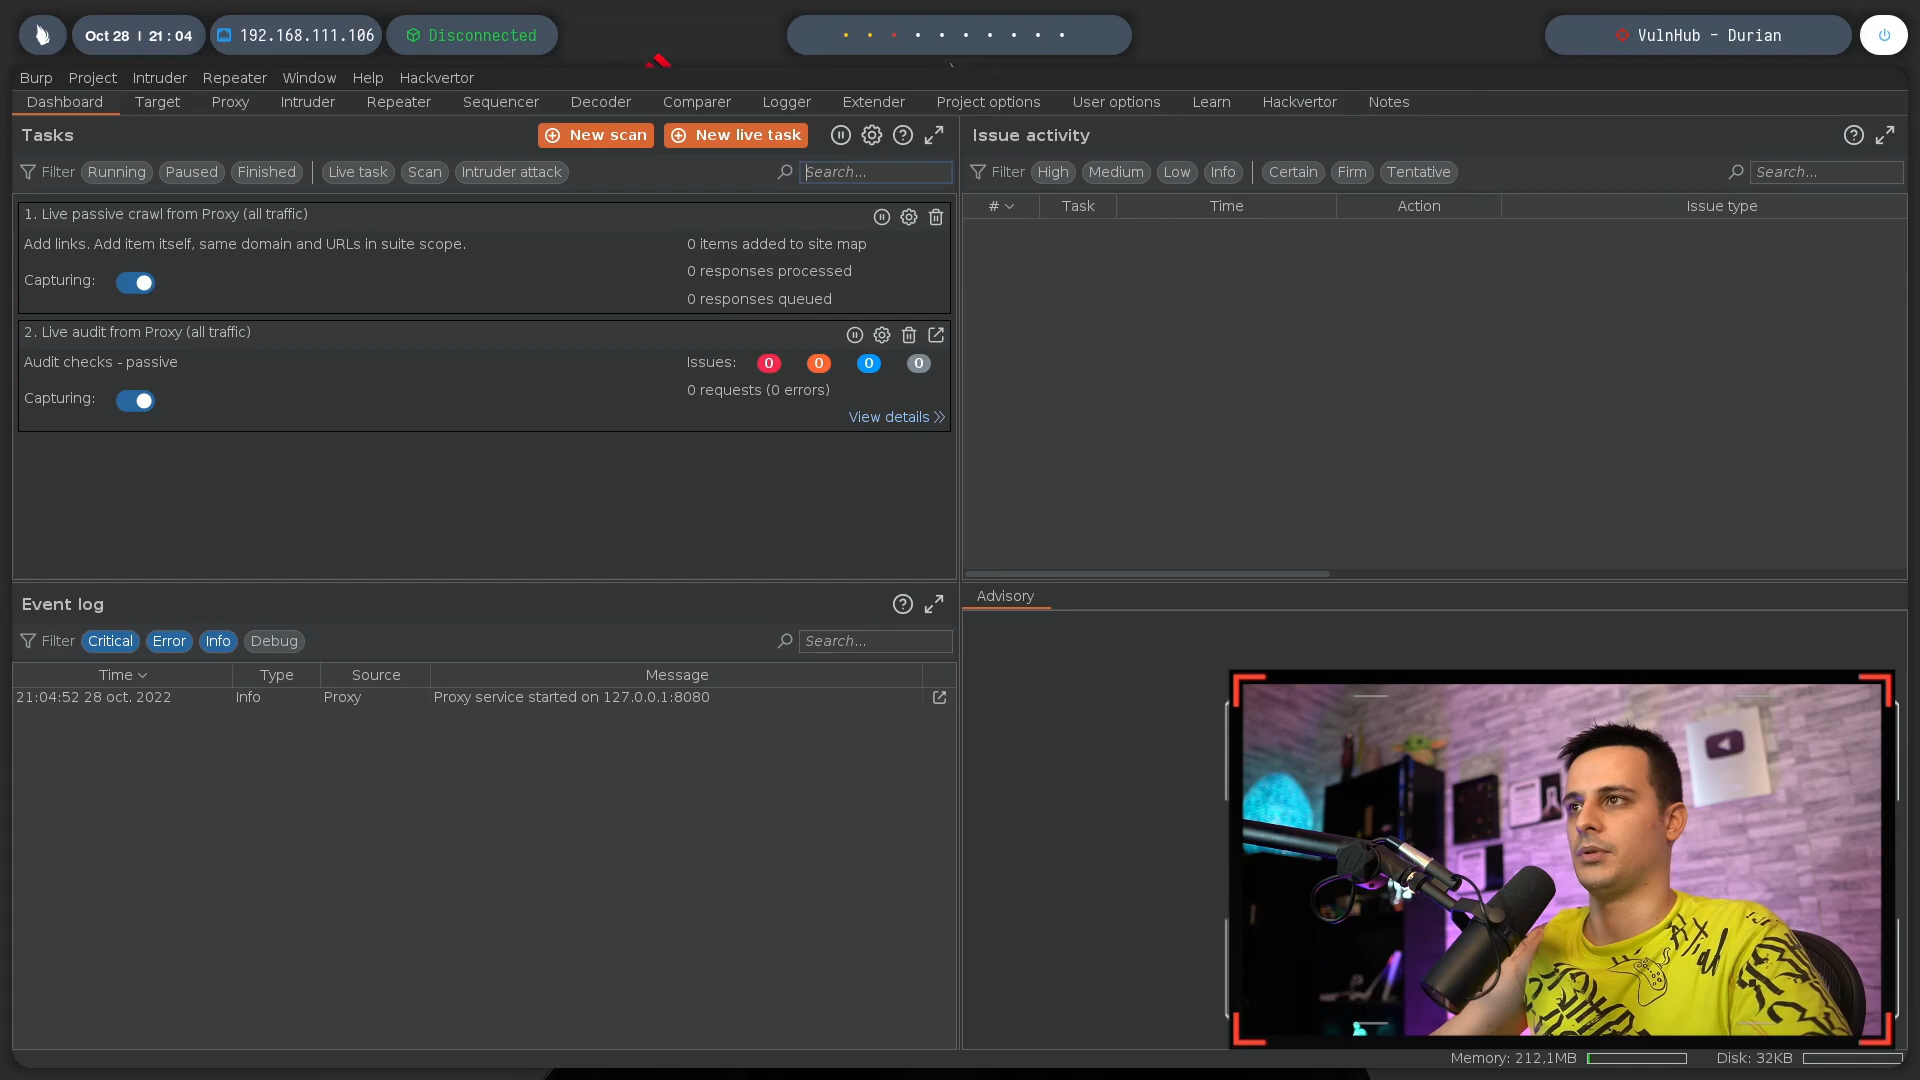 Oct 28 | 21 : 04
192.168.111.106
Disconnected
VulnHub - Durian
Burp Project Intruder Repeater Window Help Hackvertor
Dashboard Target Proxy Intruder Repeater Sequencer Decoder Comparer Logger Extender Project options User options Learn Hackvertor Notes
Tasks
New scan
New live task
Filter Running Paused Finished Live task Scan Intruder attack
Search...
1. Live passive crawl from Proxy (all traffic)
Add links. Add item itself, same domain and URLs in suite scope.
0 items added to site map
0 responses processed
Capturing:
0 responses queued
2. Live audit from Proxy (all traffic)
Audit checks - passive
Issues: 0 0 0 0
0 requests (0 errors)
Capturing:
View details
Issue activity
Filter High Medium Low Info Certain Firm Tentative
Search...
# Task Time Action Issue type
Event log
Filter Critical Error Info Debug
Search...
Time Type Source Message
21:04:52 28 oct. 2022 Info Proxy Proxy service started on 127.0.0.1:8080
Advisory
Memory: 212,1MB
Disk: 32KB